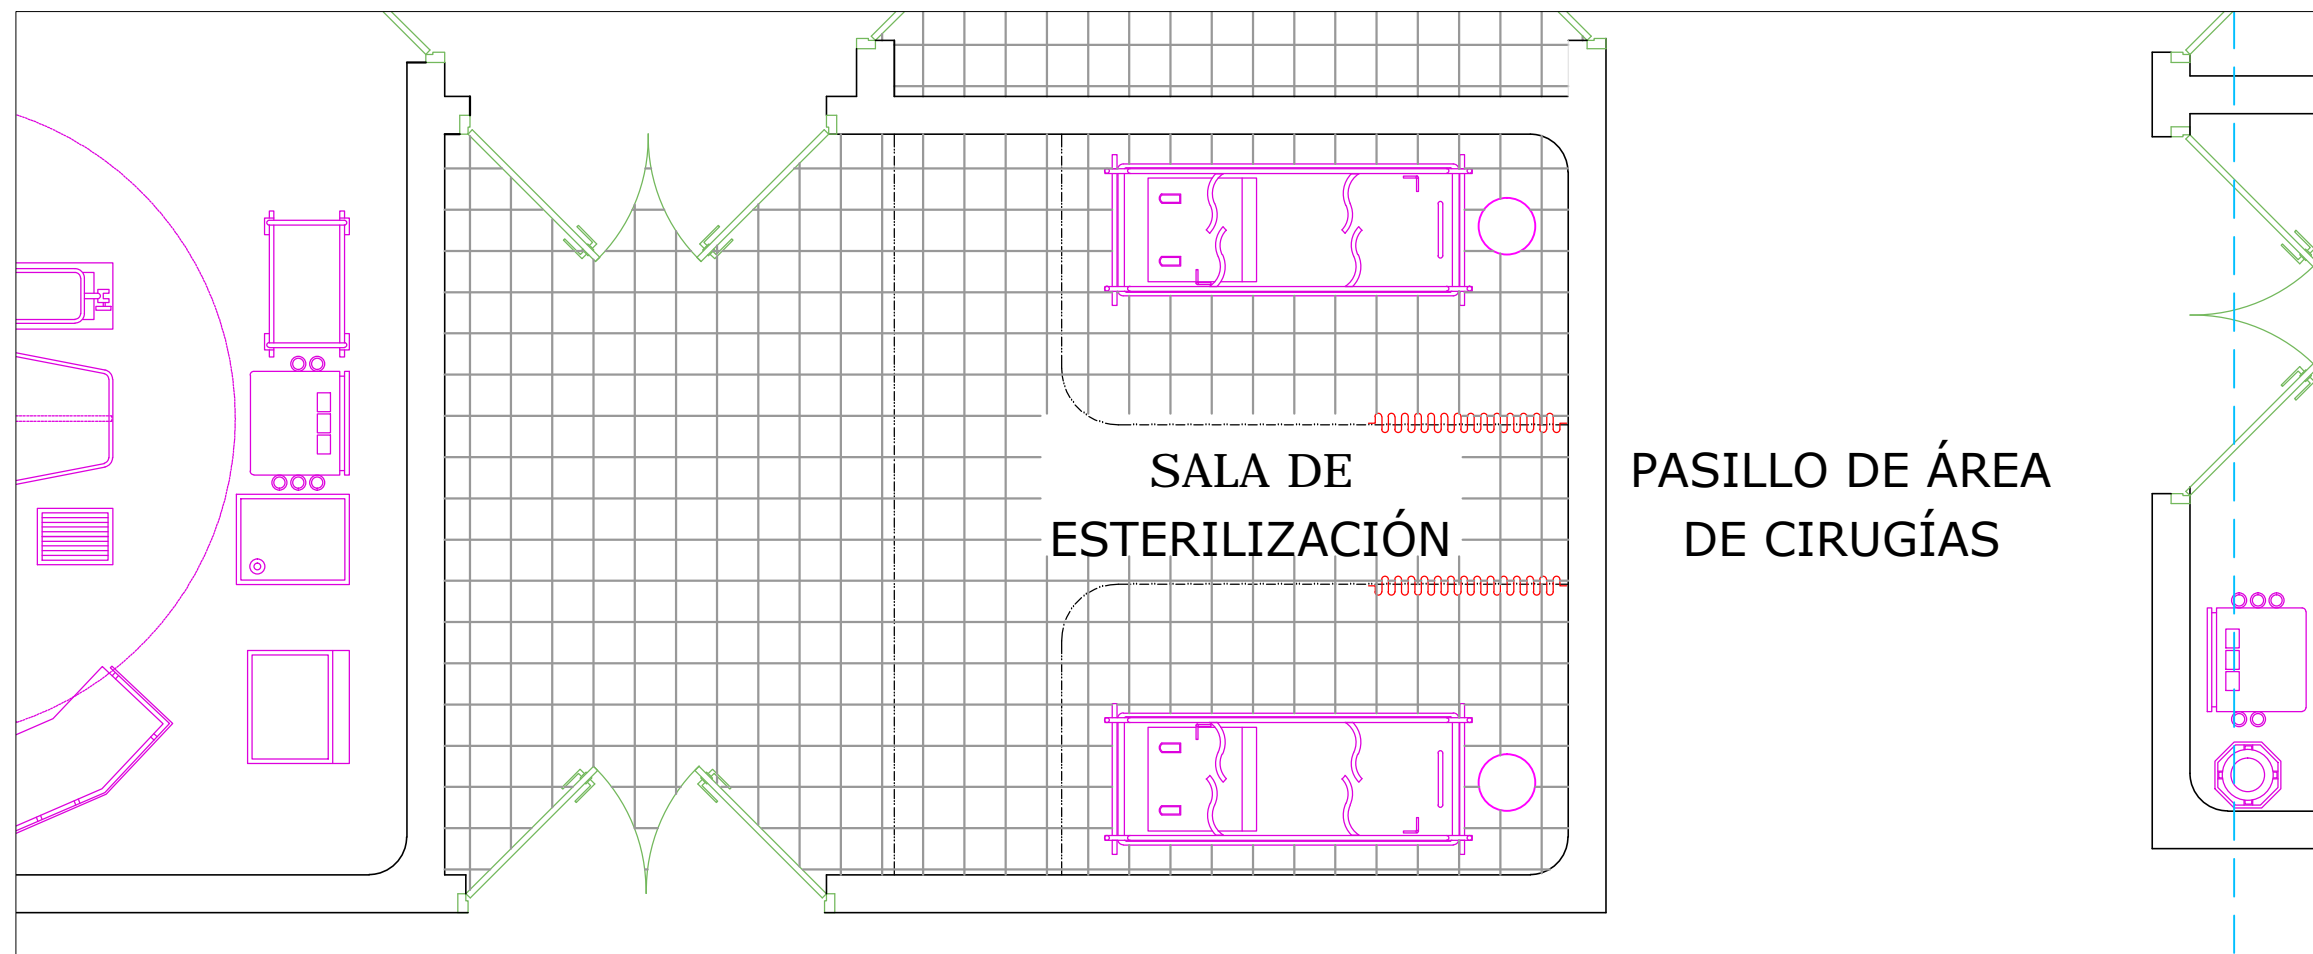 SALA DE
ESTERILIZACIÓN
PASILLO DE ÁREA
DE CIRUGÍAS